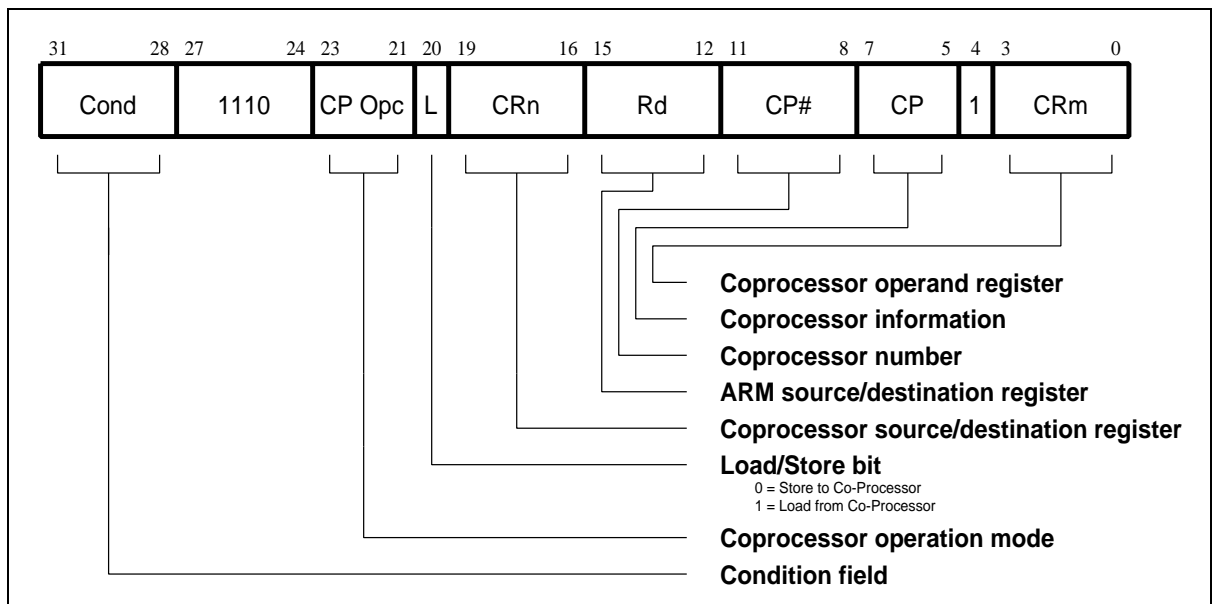 31 28 27 24 23 21 20 19 16 15 12 11 8 7 5 4 3 0
Cond 1110 CP Opc L CRn Rd CP# CP 1 CRm
Coprocessor operand register
Coprocessor information
Coprocessor number
ARM source/destination register
Coprocessor source/destination register
Load/Store bit
0 = Store to Co-Processor
1 = Load from Co-Processor
Coprocessor operation mode
Condition field